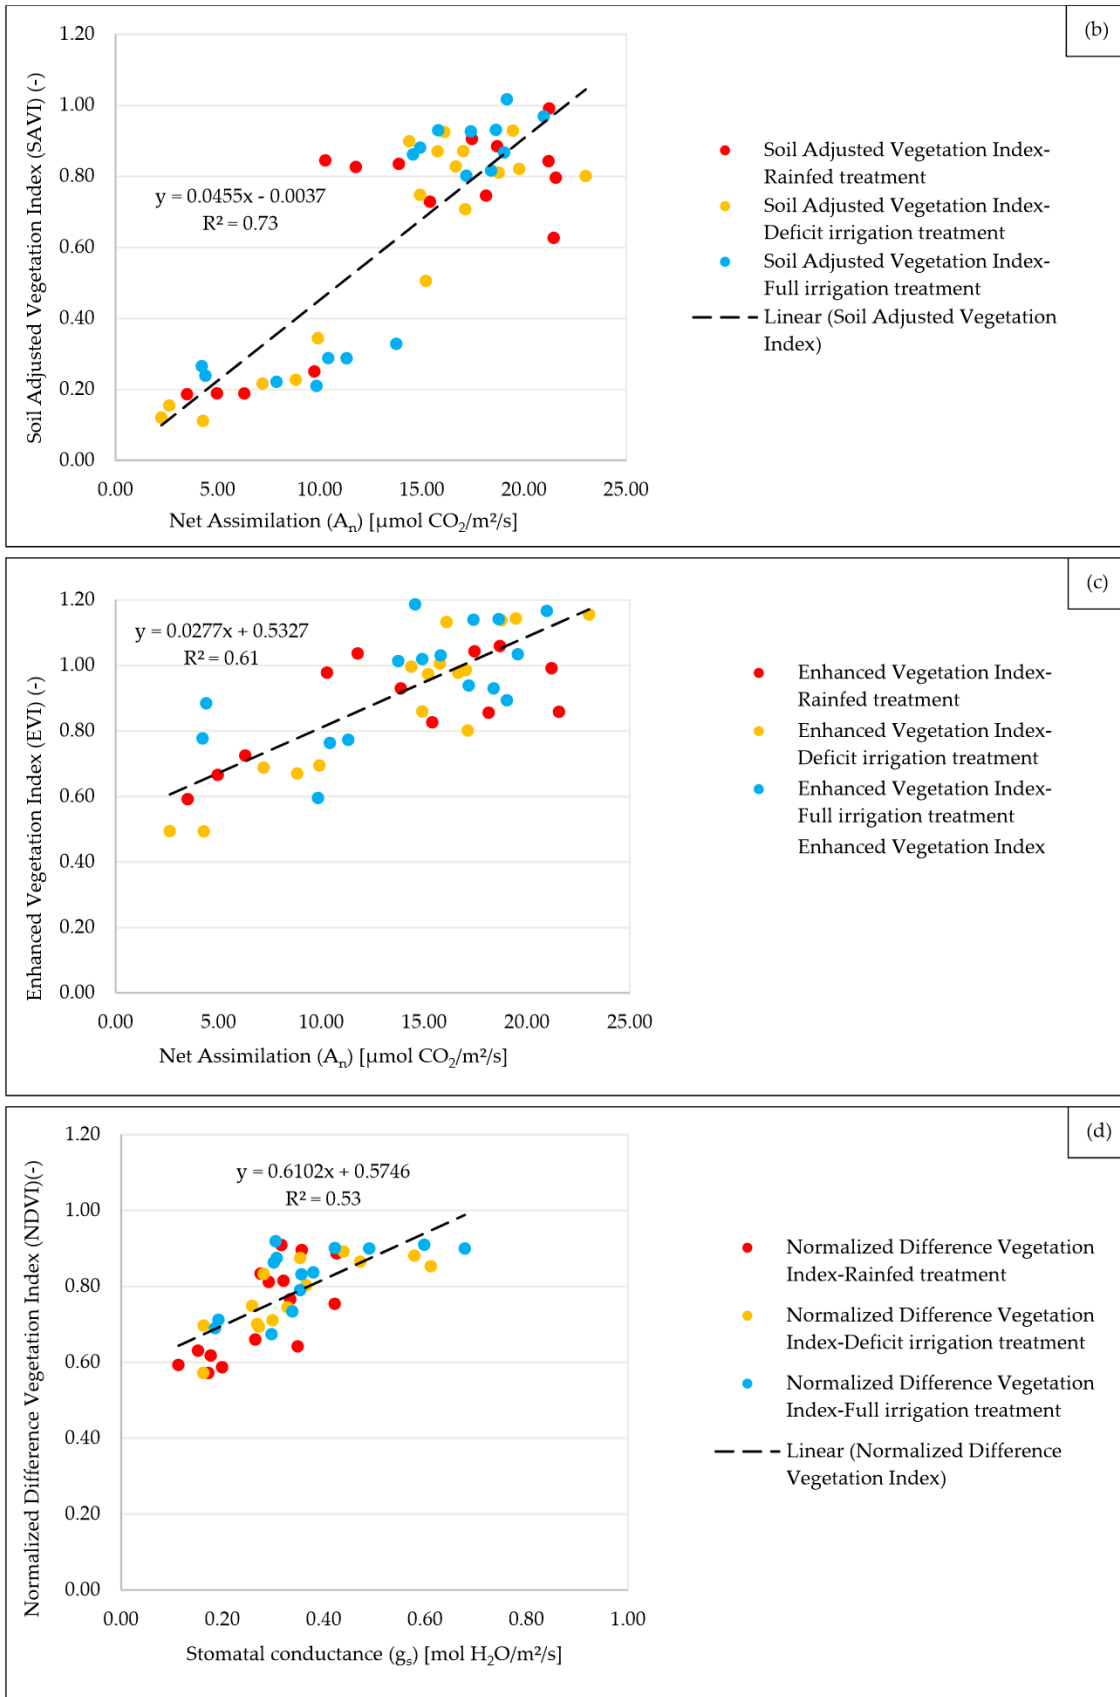 (b)
Soil Adjusted Vegetation Index (SAVI) (-)
1.20
1.00
0.80
0.60
0.40
0.20
0.00
y = 0.0455x - 0.0037
R² = 0.73
0.00 5.00 10.00 15.00 20.00 25.00
Net Assimilation (Aₙ) [µmol CO₂/m²/s]
Soil Adjusted Vegetation Index-
Rainfed treatment
Soil Adjusted Vegetation Index-
Deficit irrigation treatment
Soil Adjusted Vegetation Index-
Full irrigation treatment
Linear (Soil Adjusted Vegetation
Index)
(c)
Enhanced Vegetation Index (EVI) (-)
1.20
1.00
0.80
0.60
0.40
0.20
0.00
y = 0.0277x + 0.5327
R² = 0.61
0.00 5.00 10.00 15.00 20.00 25.00
Net Assimilation (Aₙ) [µmol CO₂/m²/s]
Enhanced Vegetation Index-
Rainfed treatment
Enhanced Vegetation Index-
Deficit irrigation treatment
Enhanced Vegetation Index-
Full irrigation treatment
Enhanced Vegetation Index
(d)
Normalized Difference Vegetation Index (NDVI)(-)
1.20
1.00
0.80
0.60
0.40
0.20
0.00
y = 0.6102x + 0.5746
R² = 0.53
0.00 0.20 0.40 0.60 0.80 1.00
Stomatal conductance (gₛ) [mol H₂O/m²/s]
Normalized Difference Vegetation
Index-Rainfed treatment
Normalized Difference Vegetation
Index-Deficit irrigation treatment
Normalized Difference Vegetation
Index-Full irrigation treatment
Linear (Normalized Difference
Vegetation Index)